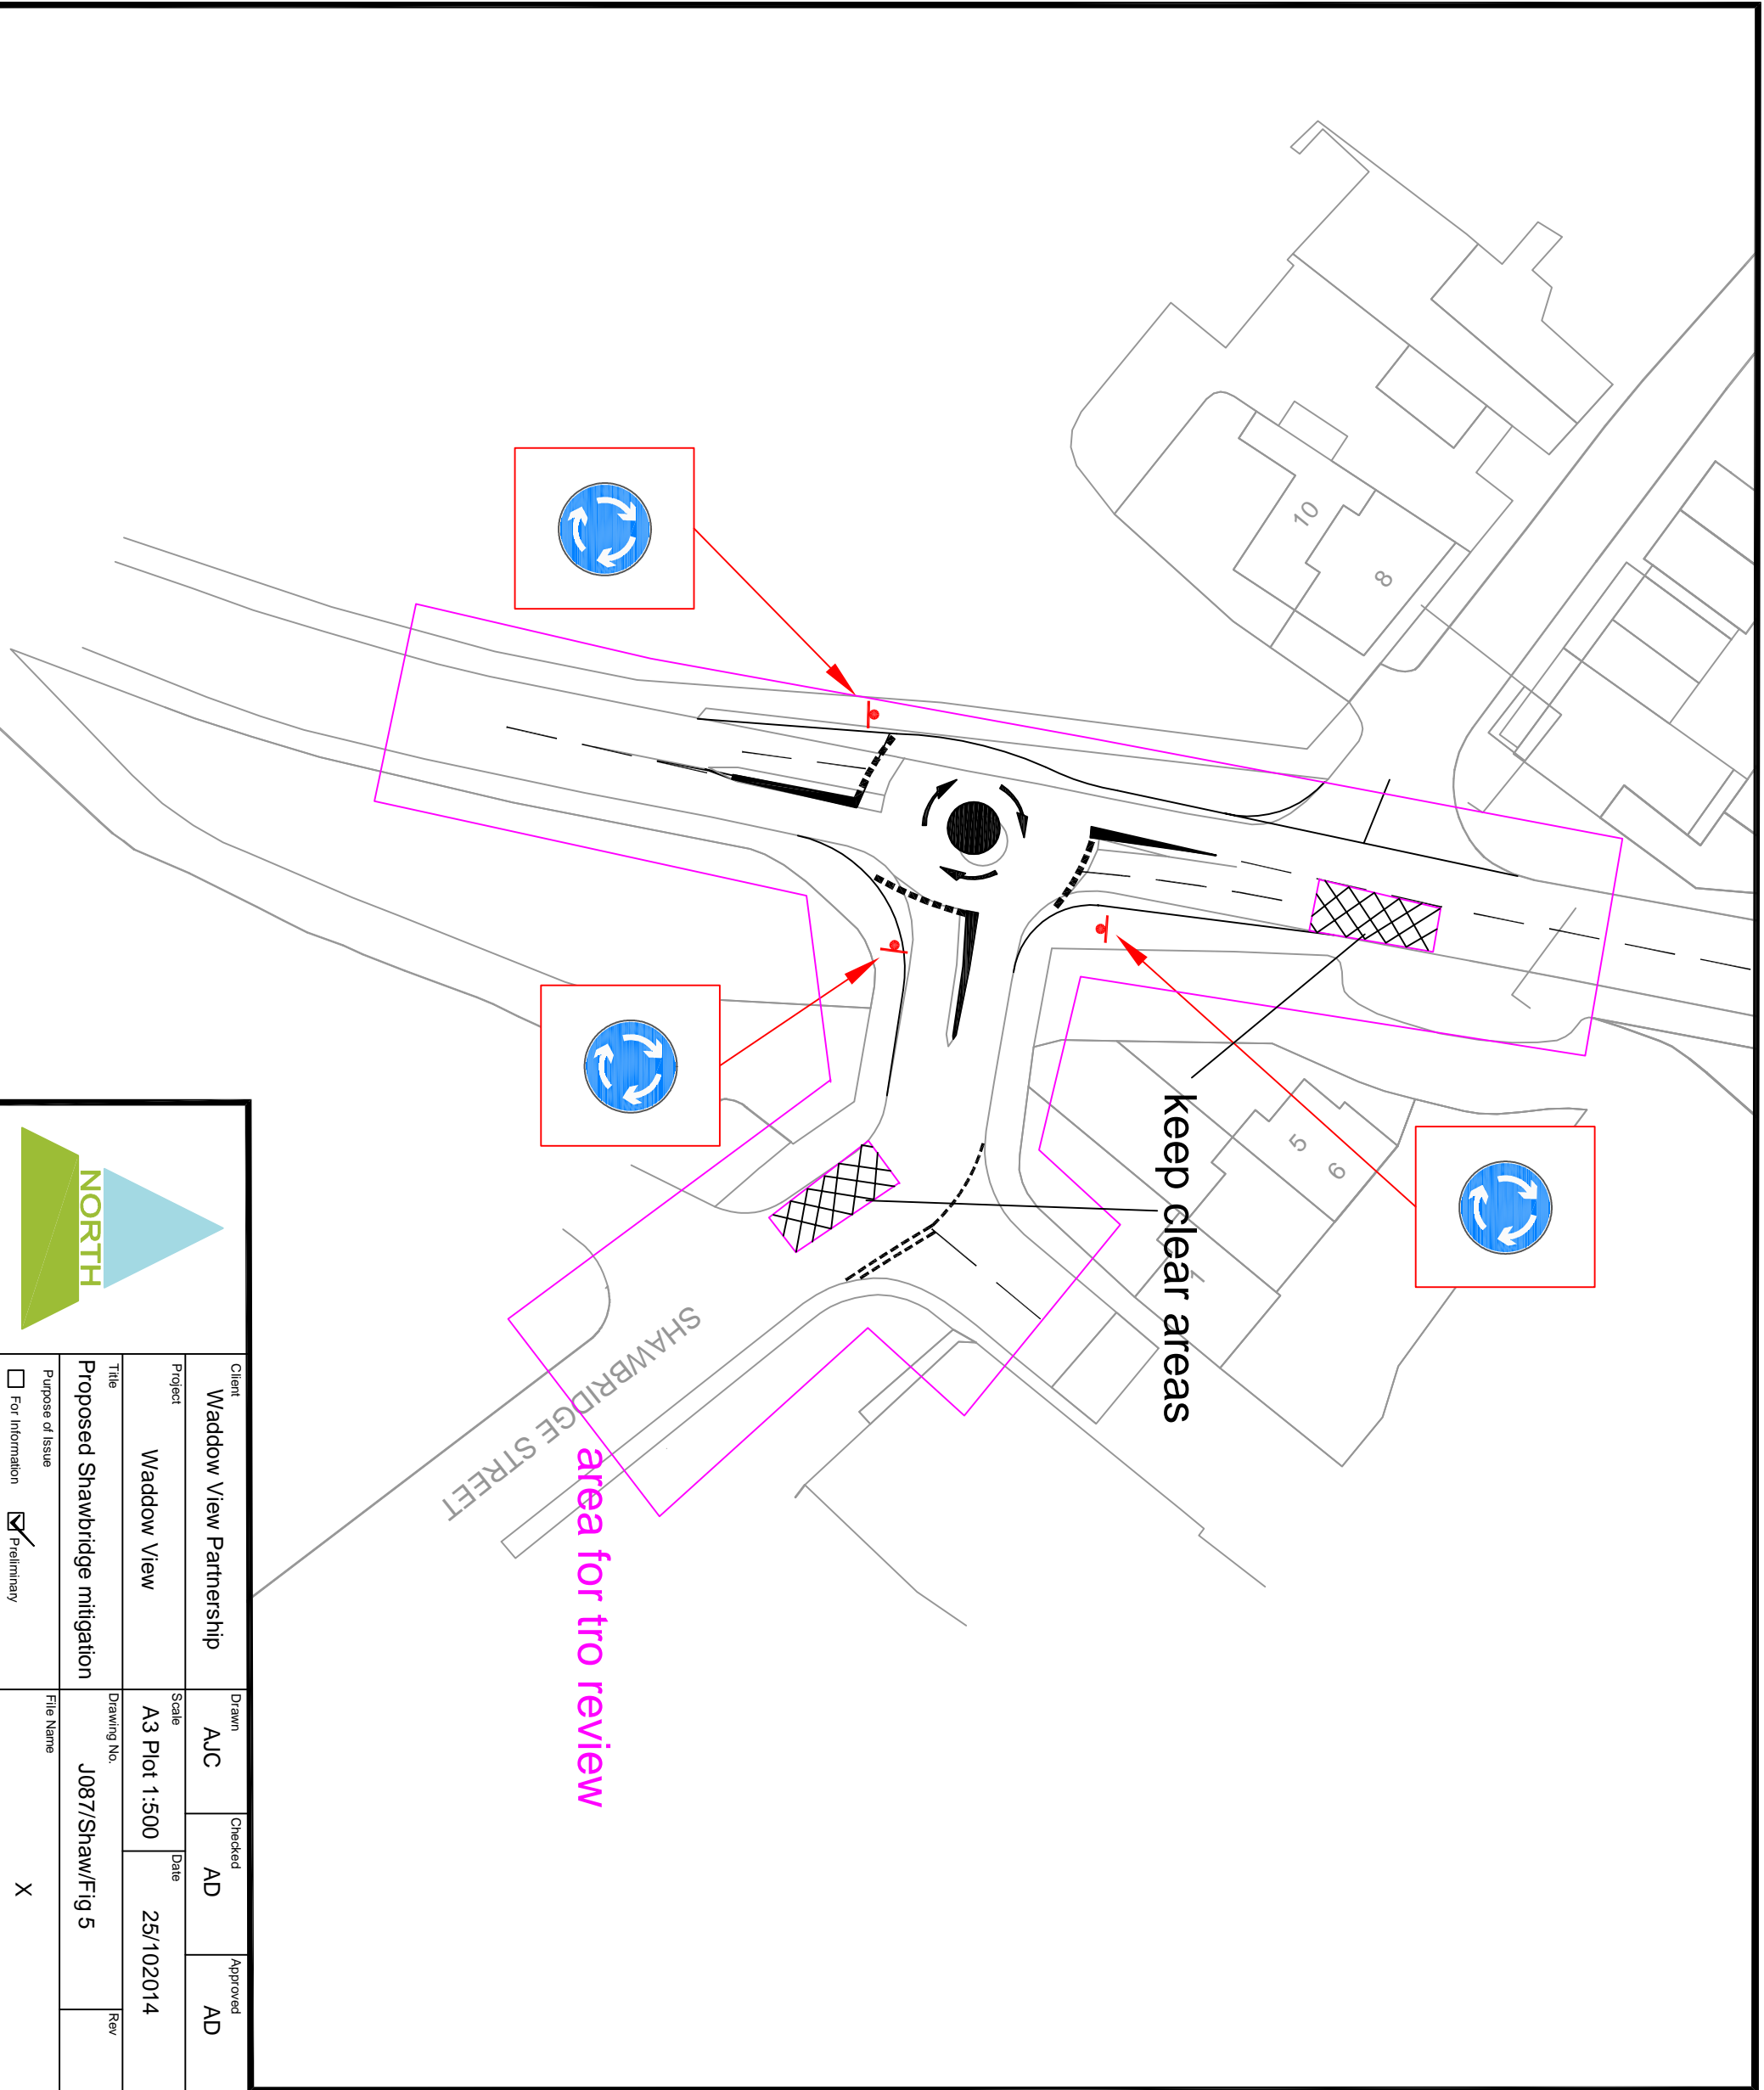 10
8
5
6
1
keep clear areas
SHAWBRIDGE STREET
area for tro review
NORTH
Client
Waddow View Partnership
Drawn
AJC
Checked
AD
Approved
AD
Project
Waddow View
Scale
A3 Plot 1:500
Date
25/102014
Title
Proposed Shawbridge mitigation
Drawing No.
J087/Shaw/Fig 5
Rev
Purpose of Issue
For Information
Preliminary
File Name
X